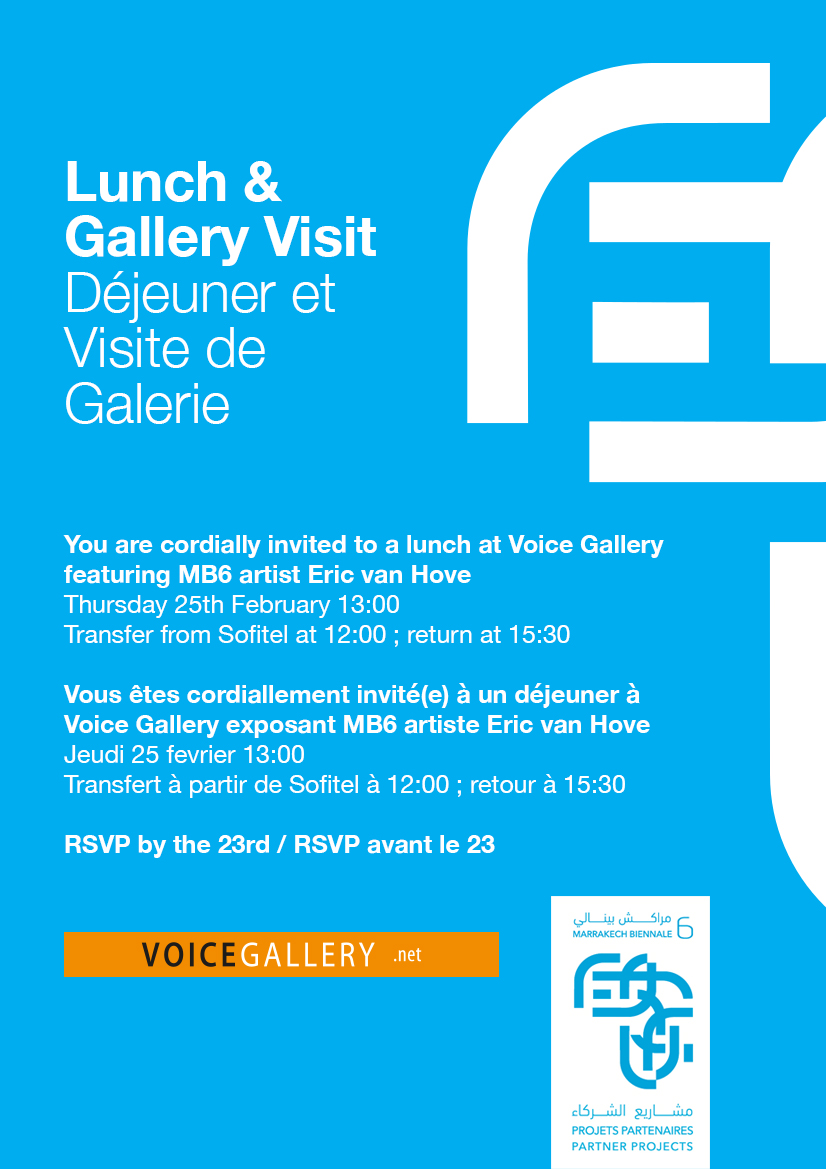 Lunch &
Gallery Visit
Déjeuner et
Visite de
Galerie
You are cordially invited to a lunch at Voice Gallery
featuring MB6 artist Eric van Hove
Thursday 25th February 13:00
Transfer from Sofitel at 12:00 ; return at 15:30
Vous êtes cordiallement invité(e) à un déjeuner à
Voice Gallery exposant MB6 artiste Eric van Hove
Jeudi 25 fevrier 13:00
Transfert à partir de Sofitel à 12:00 ; retour à 15:30
RSVP by the 23rd / RSVP avant le 23
VOICEGALLERY .net
مراكـــش بينـــالي
MARRAKECH BIENNALE 6
مشـــاريع الشـــركاء
PROJETS PARTENAIRES
PARTNER PROJECTS